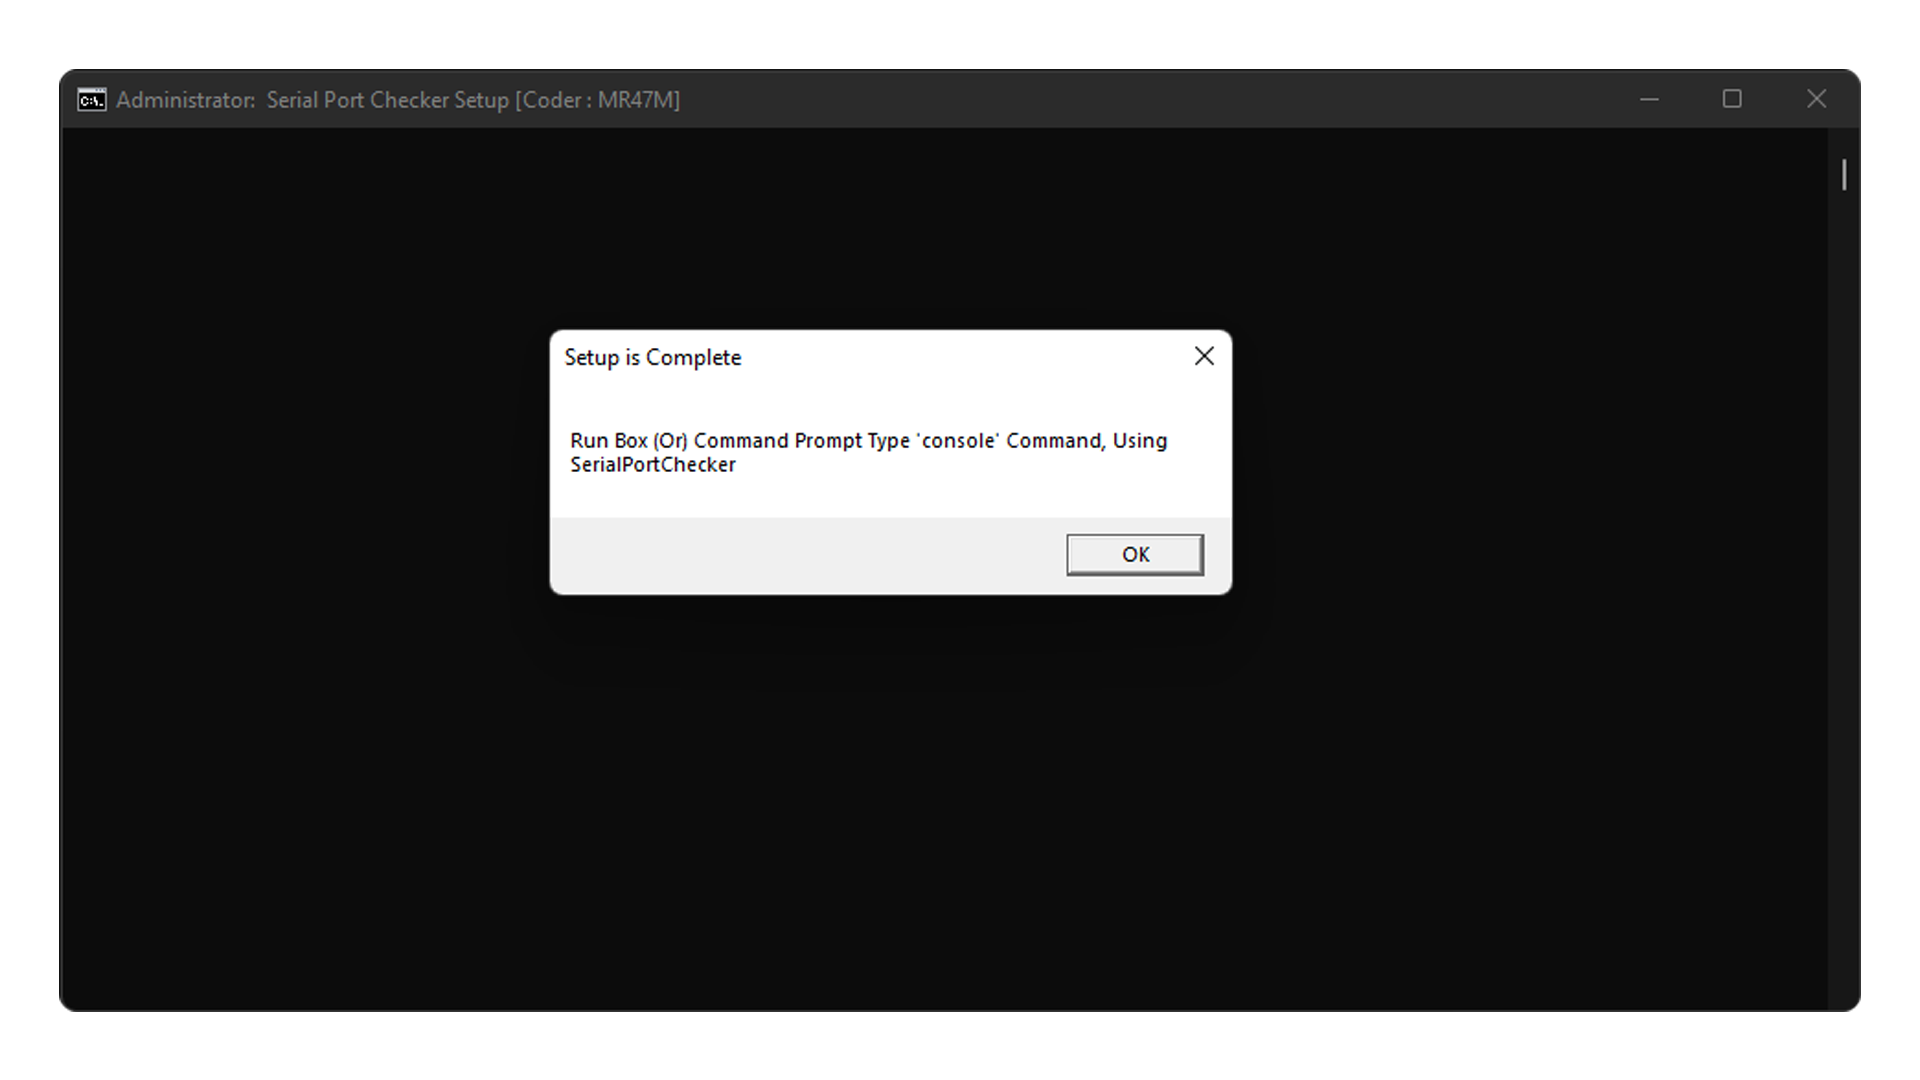 Administrator:  Serial Port Checker Setup [Coder : MR47M]
Setup is Complete
Run Box (Or) Command Prompt Type 'console' Command, Using
SerialPortChecker
OK